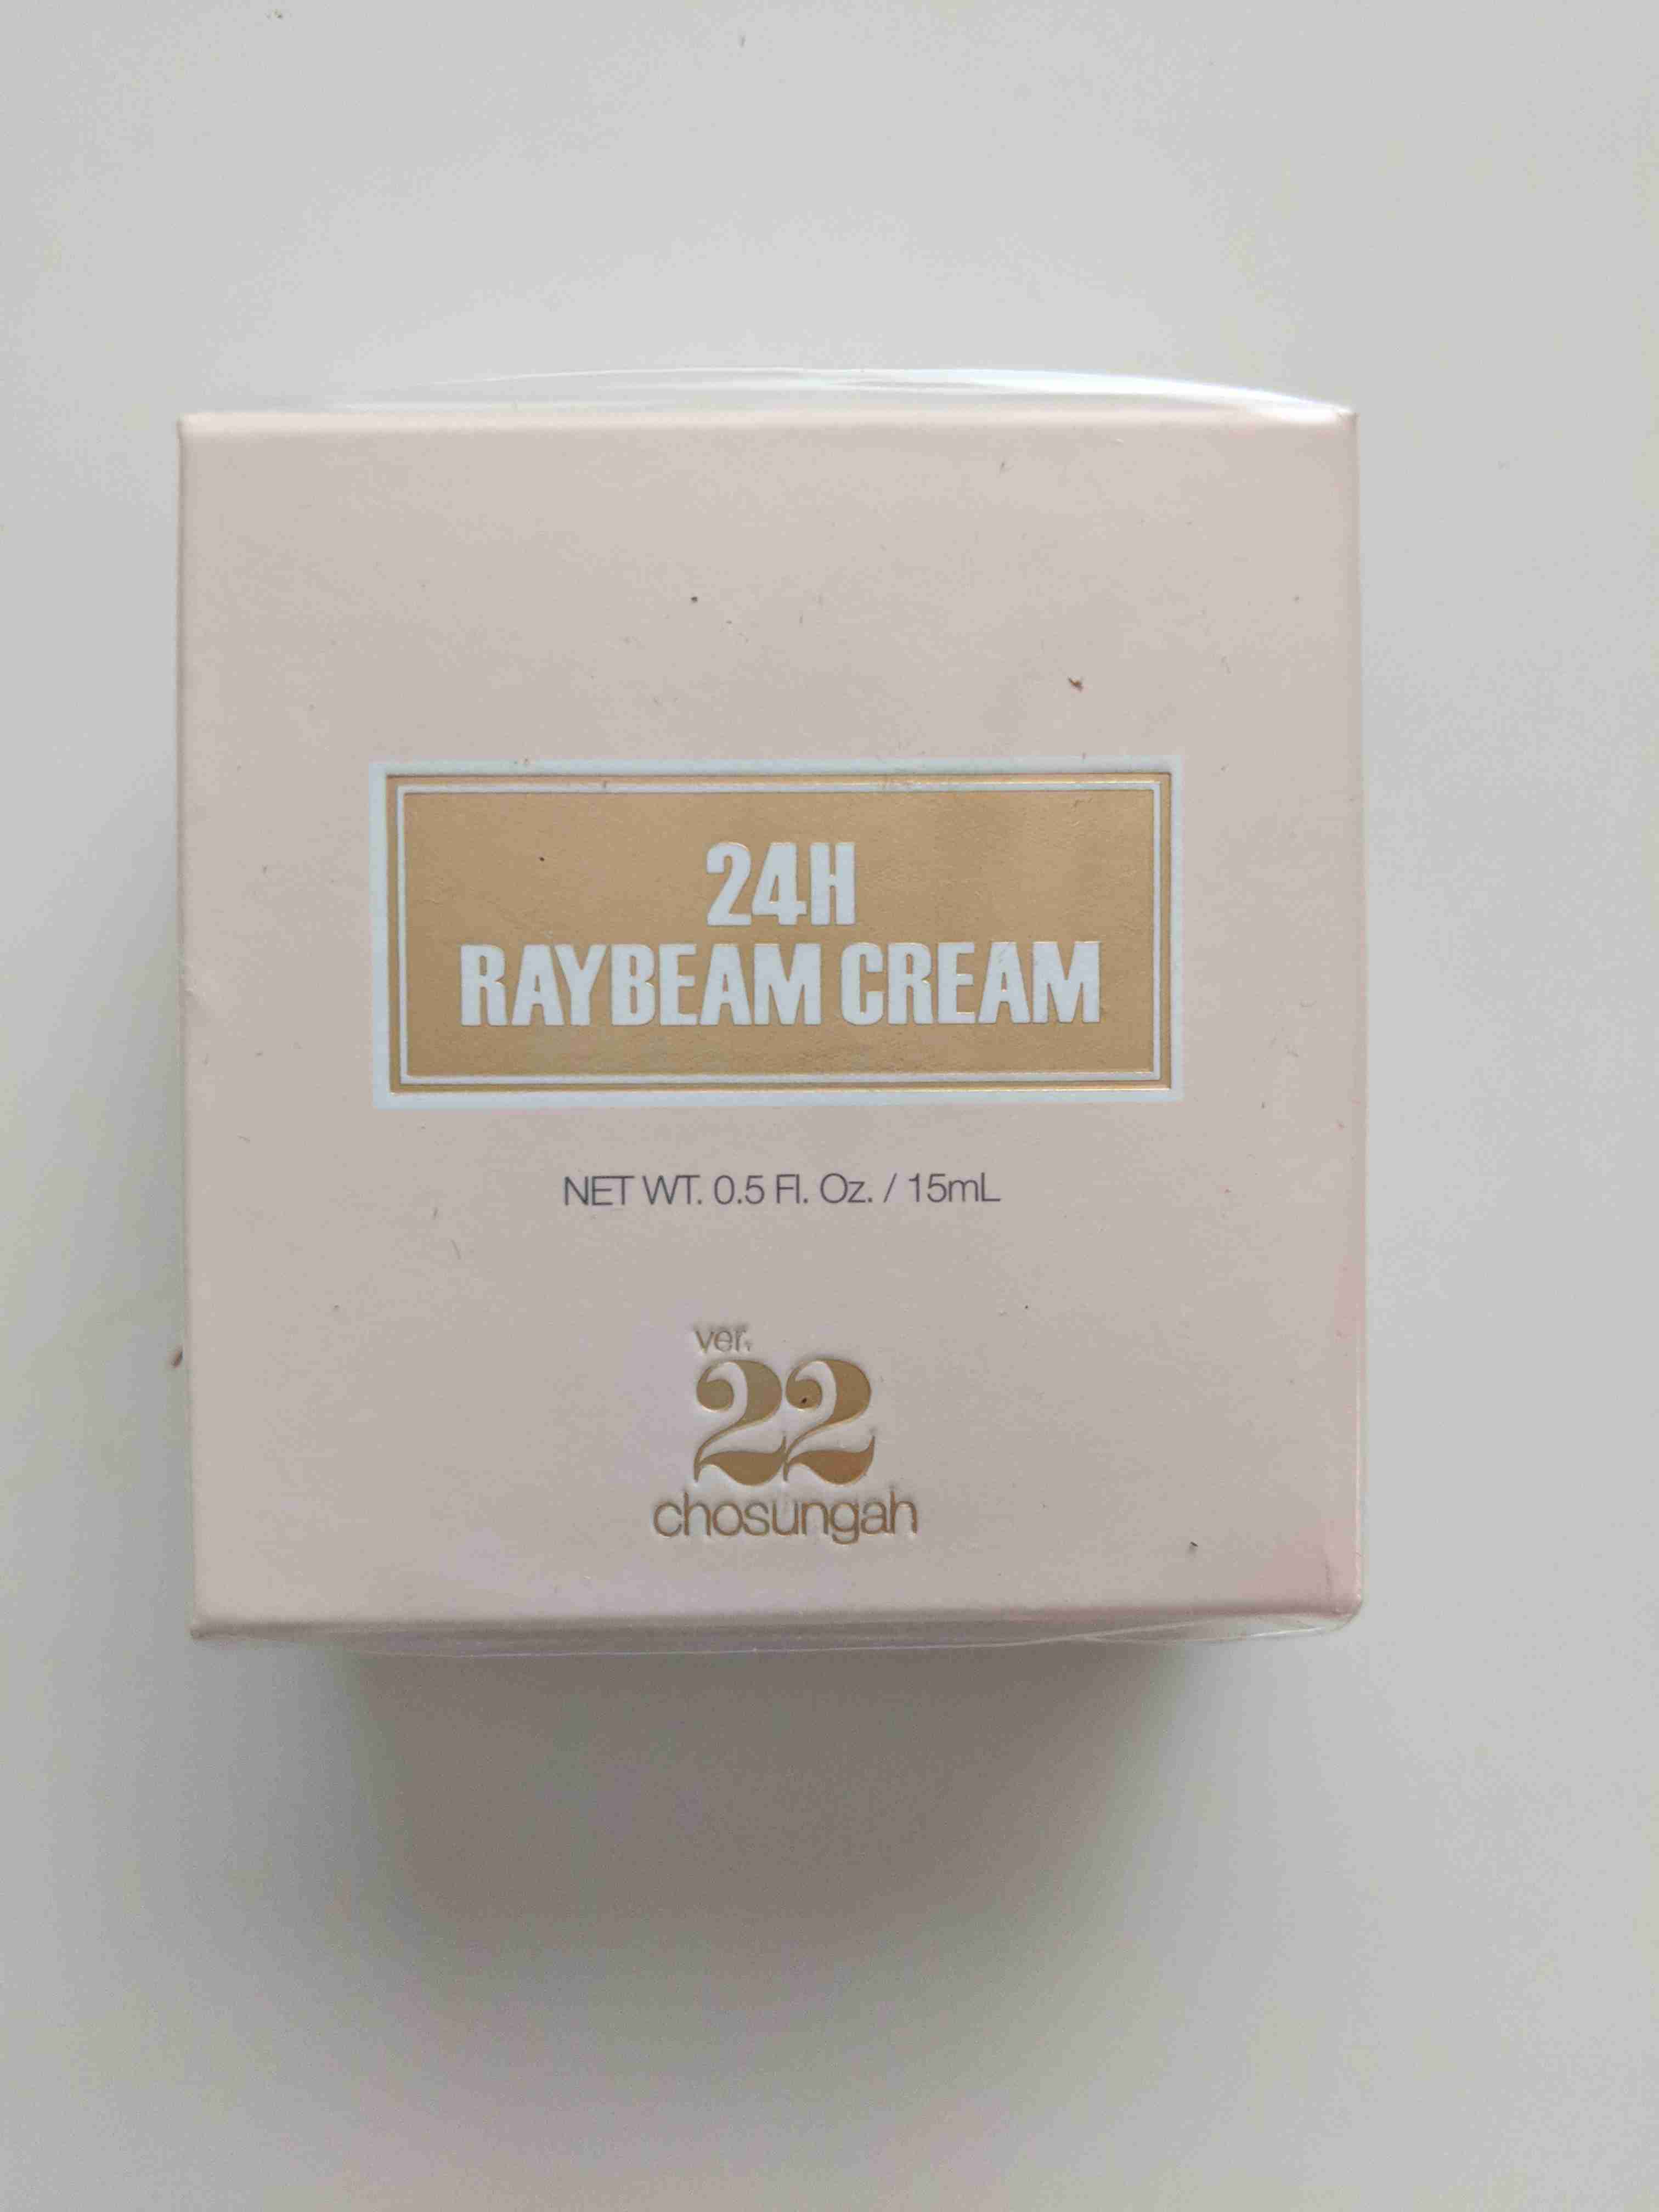 24H
RAYBEAM CREAM
NET WT. 0.5 Fl. Oz. / 15mL
ver.
22
chosungah